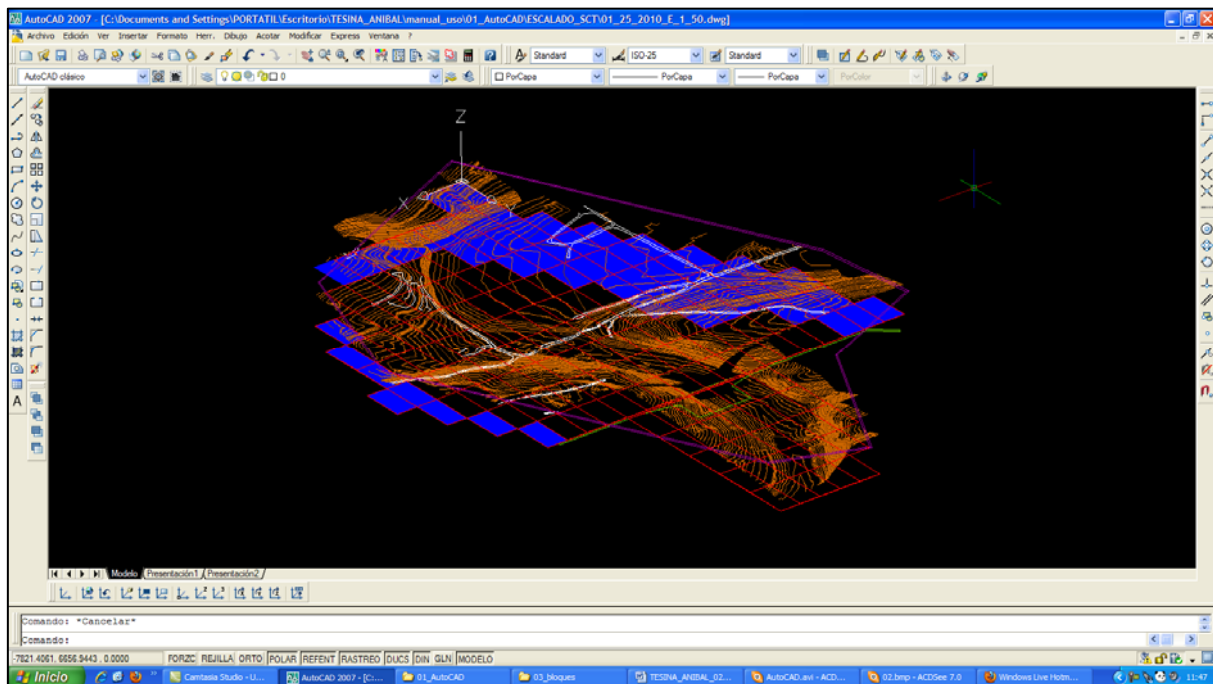 AutoCAD 2007 - [C:\Documents and Settings\PORTATIL\Escritorio\TESINA_ANIBAL\manual_uso\01_AutoCAD\ESCALADO_SCT\01_25_2010_E_1_50.dwg]
Archivo Edición Ver Insertar Formato Herr. Dibujo Acotar Modificar Express Ventana ?
Standard ISO-25 Standard
AutoCAD clásico 0 PorCapa PorCapa PorCapa PorColor
Z
X
A
Modelo Presentación1 Presentación2
Comando: *Cancelar*
Comando:
-7821.4061, 6656.9443 , 0.0000 FORZC REJILLA ORTO POLAR REFENT RASTREO DUCS DIN GLN MODELO
Inicio Camtasia Studio - U... AutoCAD 2007 - [C:... 01_AutoCAD 03_bloques TESINA_ANIBAL_02... AutoCAD.avi - ACD... 02.bmp - ACDSee 7.0 Windows Live Hotm... 11:47